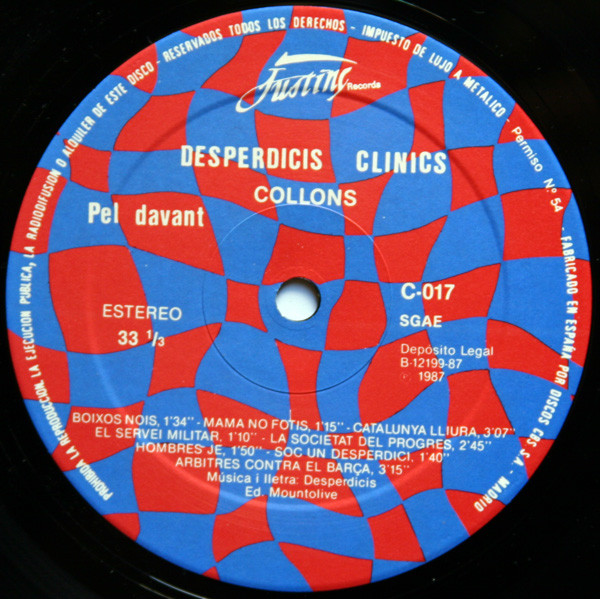 PROHIBIDA LA REPRODUCCION, LA EJECUCION PUBLICA, LA RADIODIFUSION O ALQUILER DE ESTE DISCO - RESERVADOS TODOS LOS DERECHOS - IMPUESTO DE LUJO A METALICO - Permiso Nº 54 - FABRICADO EN ESPAÑA POR DISCOS CBS S.A. - MADRID
Justine Records
DESPERDICIS CLINICS
COLLONS
Pel davant
ESTEREO
33 1/3
C-017
SGAE
Depósito Legal
B-12199-87
1987
BOIXOS NOIS, 1'34" - MAMA NO FOTIS, 1'15" - CATALUNYA LLIURA, 3'07"
EL SERVEI MILITAR, 1'10" - LA SOCIETAT DEL PROGRES, 2'45"
HOMBRES JE, 1'50" - SOC UN DESPERDICI, 1'40"
ARBITRES CONTRA EL BARÇA, 3'15"
Música i lletra: Desperdicis
Ed. Mountolive